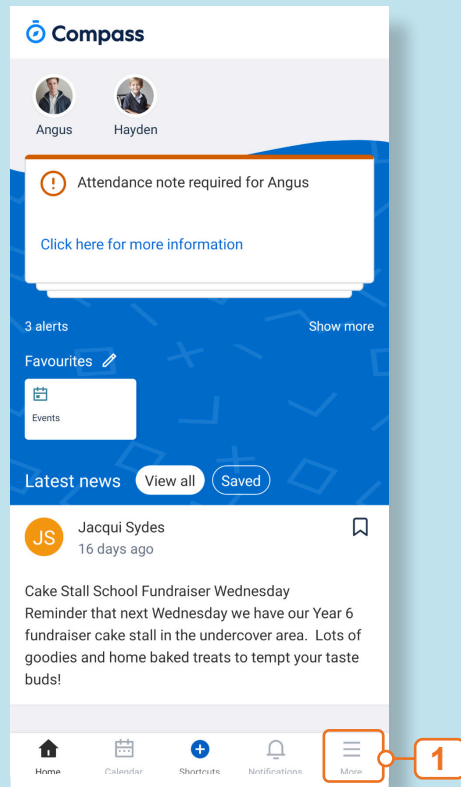 Compass
Angus Hayden
Attendance note required for Angus
Click here for more information
3 alerts Show more
Favourites
Events
Latest news View all Saved
JS Jacqui Sydes
16 days ago
Cake Stall School Fundraiser Wednesday
Reminder that next Wednesday we have our Year 6
fundraiser cake stall in the undercover area. Lots of
goodies and home baked treats to tempt your taste
buds!
Home Calendar Shortcuts Notifications More
1